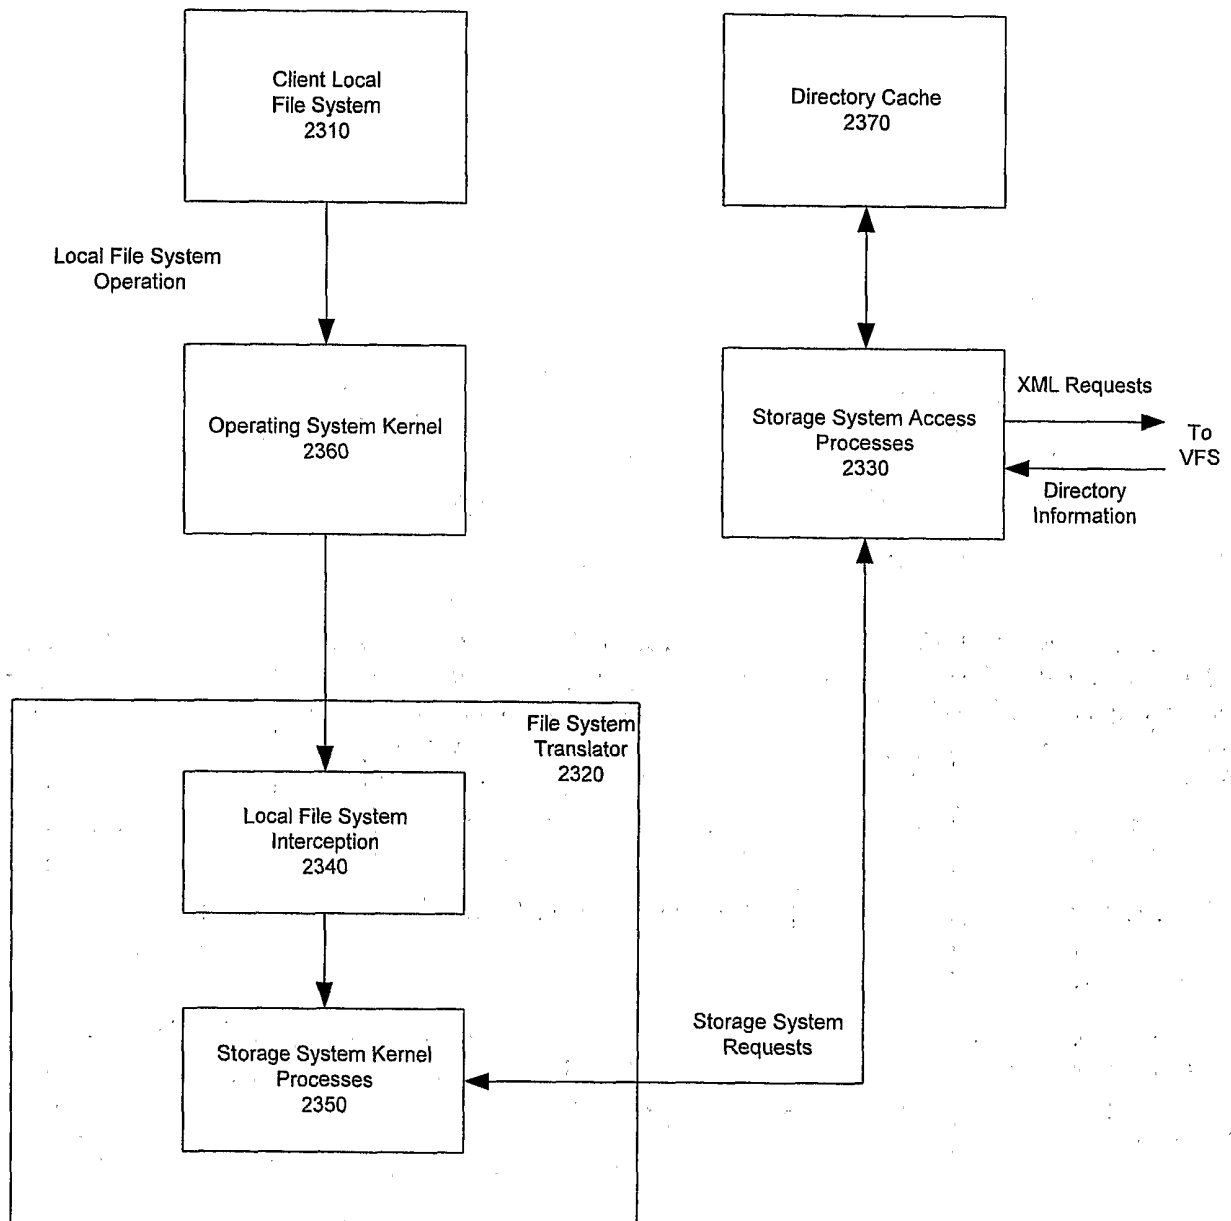 Client Local
File System
2310
Directory Cache
2370
Local File System
Operation
Operating System Kernel
2360
Storage System Access
Processes
2330
XML Requests
To
VFS
Directory
Information
File System
Translator
2320
Local File System
Interception
2340
Storage System Kernel
Processes
2350
Storage System
Requests